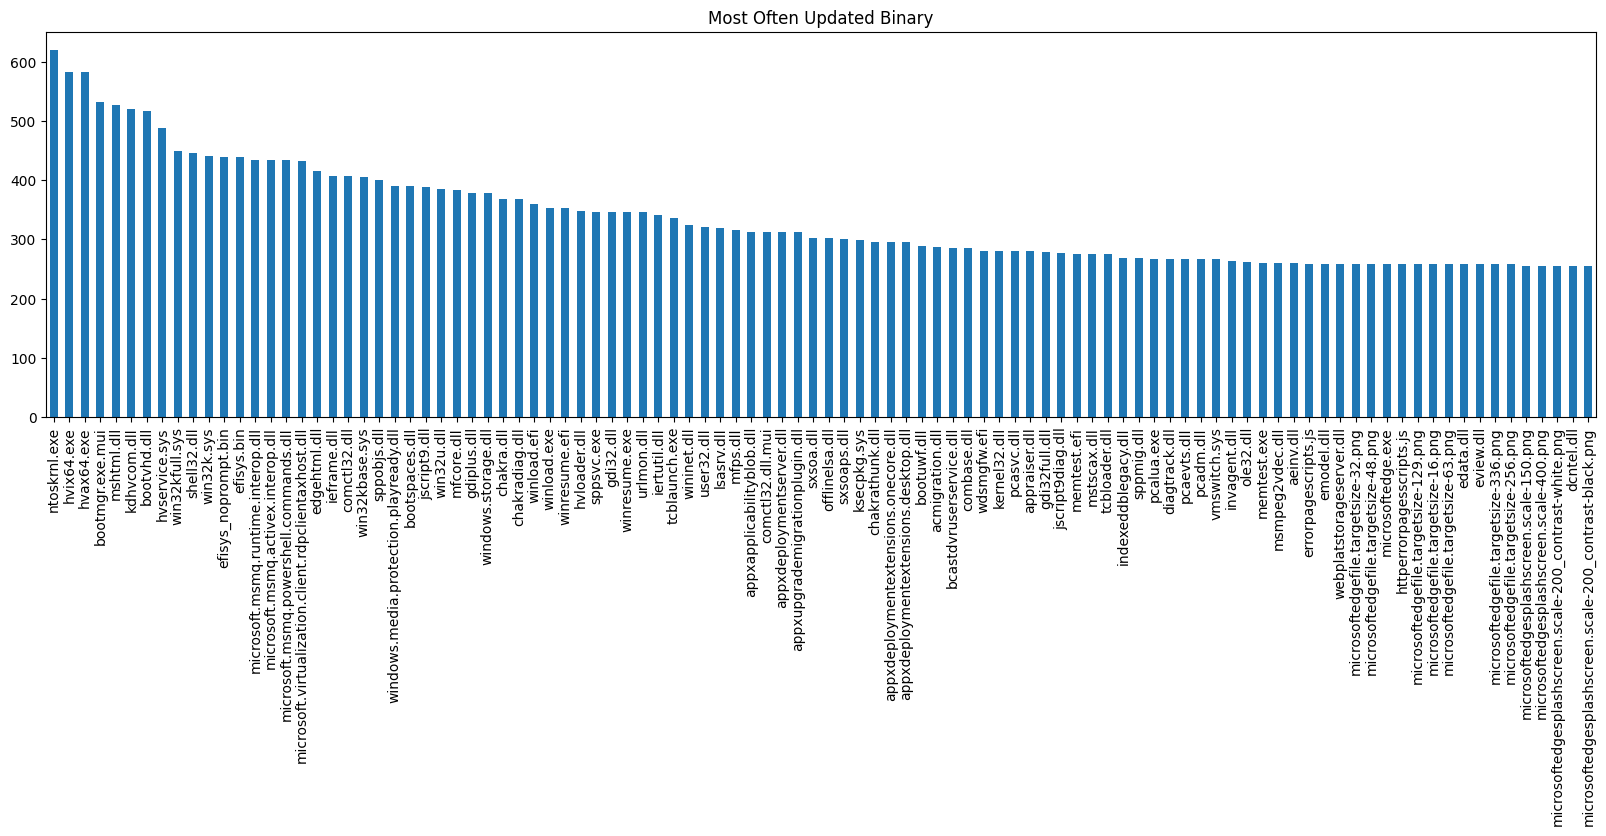 Most Often Updated Binary
600
500
400
300
200
100
0
ntoskrnl.exe
hvix64.exe
hvax64.exe
bootmgr.exe.mui
mshtml.dll
kdhvcom.dll
bootvhd.dll
hvservice.sys
win32kfull.sys
shell32.dll
win32k.sys
efisys_noprompt.bin
efisys.bin
microsoft.msmq.runtime.interop.dll
microsoft.msmq.activex.interop.dll
microsoft.msmq.powershell.commands.dll
microsoft.virtualization.client.rdpclientaxhost.dll
edgehtml.dll
ieframe.dll
comctl32.dll
win32kbase.sys
sppobjs.dll
windows.media.protection.playready.dll
bootspaces.dll
jscript9.dll
win32u.dll
mfcore.dll
gdiplus.dll
windows.storage.dll
chakra.dll
chakradiag.dll
winload.efi
winload.exe
winresume.efi
hvloader.dll
sppsvc.exe
gdi32.dll
winresume.exe
urlmon.dll
iertutil.dll
tcblaunch.exe
wininet.dll
user32.dll
lsasrv.dll
mfps.dll
appxapplicabilityblob.dll
comctl32.dll.mui
appxdeploymentserver.dll
appxupgrademigrationplugin.dll
sxsoa.dll
offlinelsa.dll
sxsoaps.dll
ksecpkg.sys
chakrathunk.dll
appxdeploymentextensions.onecore.dll
appxdeploymentextensions.desktop.dll
bootuwf.dll
acmigration.dll
bcastdvruserservice.dll
combase.dll
wdsmgfw.efi
kernel32.dll
pcasvc.dll
appraiser.dll
gdi32full.dll
jscript9diag.dll
memtest.efi
mstscax.dll
tcbloader.dll
indexeddblegacy.dll
sppmig.dll
pcalua.exe
diagtrack.dll
pcaevts.dll
pcadm.dll
vmswitch.sys
invagent.dll
ole32.dll
memtest.exe
msmpeg2vdec.dll
aeinv.dll
errorpagescripts.js
emodel.dll
webplatstorageserver.dll
microsoftedgefile.targetsize-32.png
microsoftedgefile.targetsize-48.png
microsoftedge.exe
httperrorpagesscripts.js
microsoftedgefile.targetsize-129.png
microsoftedgefile.targetsize-16.png
microsoftedgefile.targetsize-63.png
edata.dll
eview.dll
microsoftedgefile.targetsize-336.png
microsoftedgefile.targetsize-256.png
microsoftedgesplashscreen.scale-150.png
microsoftedgesplashscreen.scale-400.png
microsoftedgesplashscreen.scale-200_contrast-white.png
dcntel.dll
microsoftedgesplashscreen.scale-200_contrast-black.png